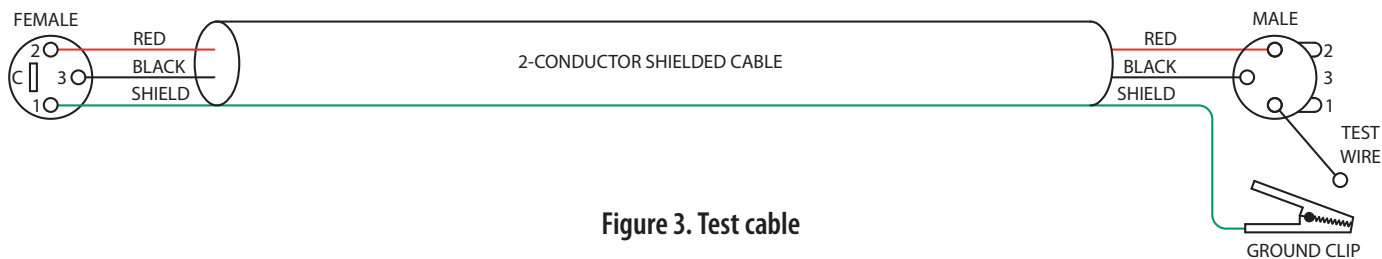 FEMALE
MALE
2
RED
C
3
BLACK
1
SHIELD
2-CONDUCTOR SHIELDED CABLE
RED
2
BLACK
3
SHIELD
1
TEST
WIRE
Figure 3. Test cable
GROUND CLIP